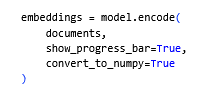 embeddings = model.encode(
    documents,
    show_progress_bar=True,
    convert_to_numpy=True
)